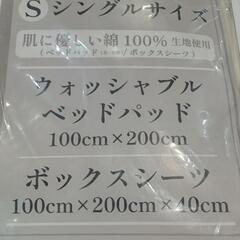 S シングルサイズ
肌に優しい綿100%生地使用
ウォッシャブル
ベッドパッド
100cm×200cm
ボックスシーツ
100cm×200cm×40cm